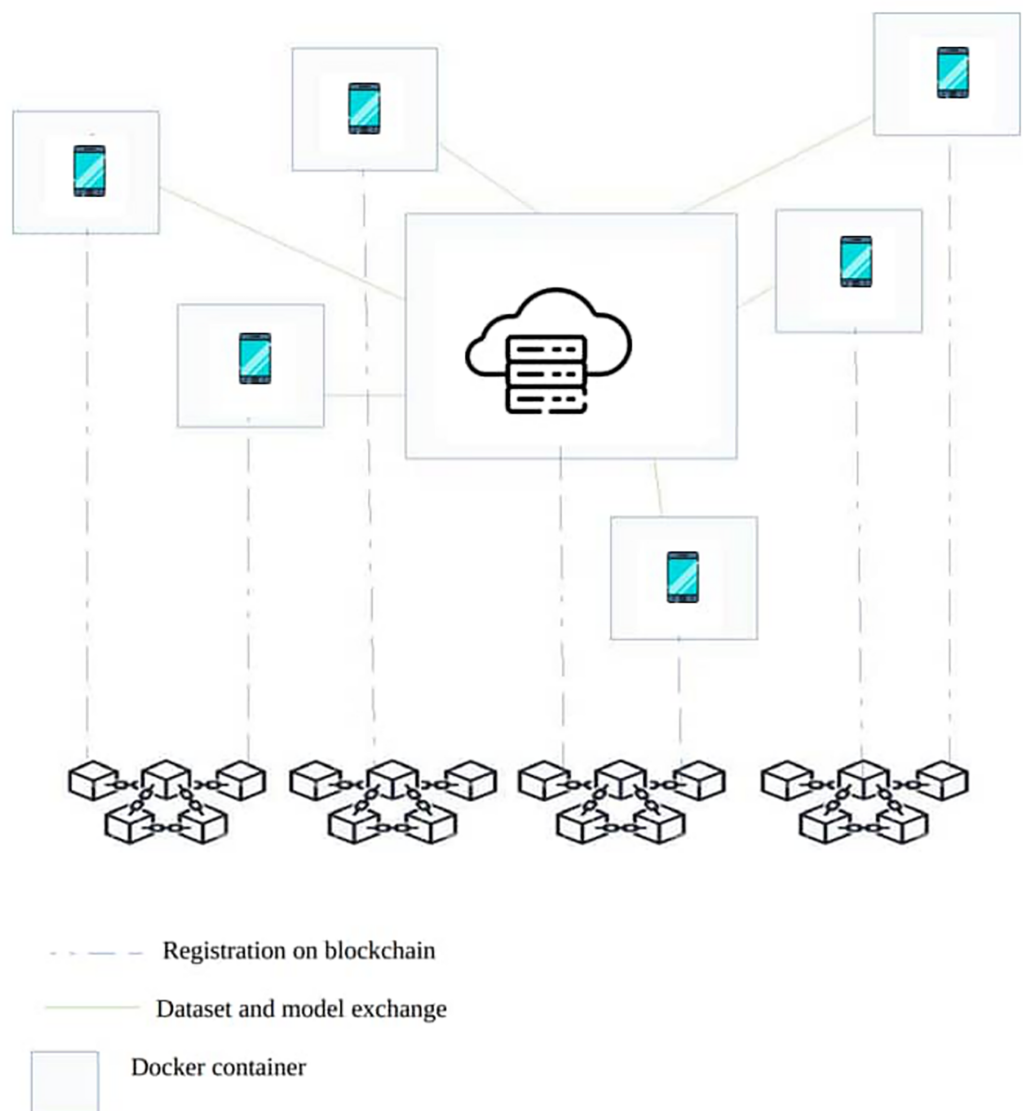 Registration on blockchain
Dataset and model exchange
Docker container